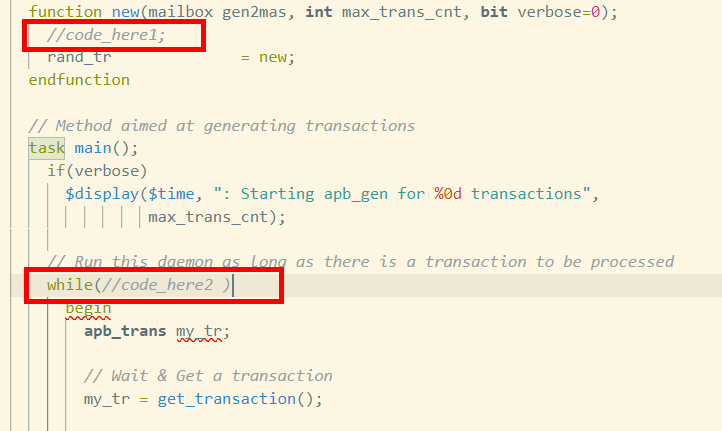 function new(mailbox gen2mas, int max_trans_cnt, bit verbose=0);
//code_here1;
rand_tr = new;
endfunction
// Method aimed at generating transactions
task main();
if(verbose)
$display($time, ": Starting apb_gen for %0d transactions",
max_trans_cnt);
// Run this daemon as long as there is a transaction to be processed
while(//code_here2 )
begin
apb_trans my_tr;
// Wait & Get a transaction
my_tr = get_transaction();